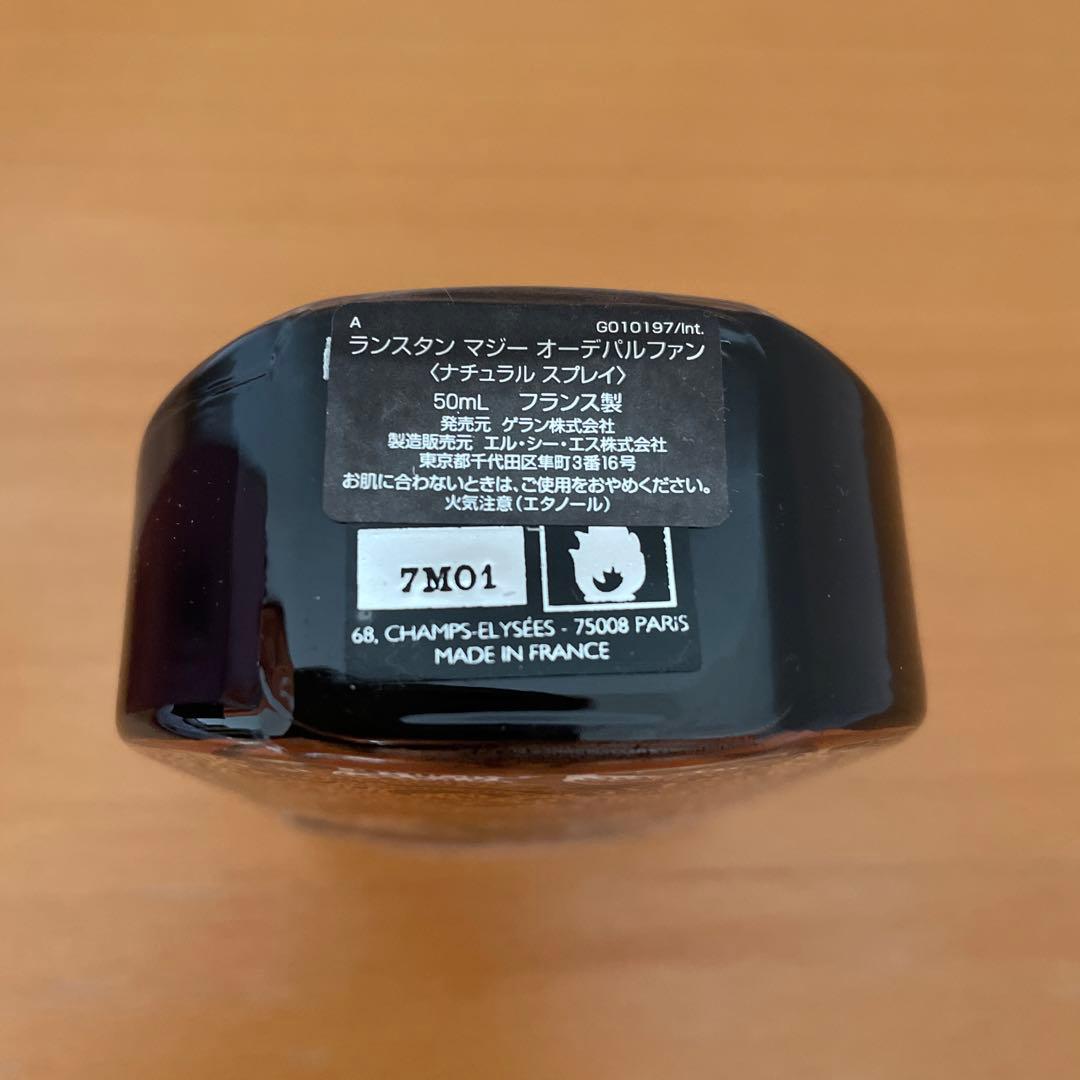 A G010197/Int.
ランスタン マジー オーデパルファン
〈ナチュラル スプレイ〉
50mL フランス製
発売元 ゲラン株式会社
製造販売元 エル・シー・エス株式会社
東京都千代田区隼町3番16号
お肌に合わないときは、ご使用をおやめください。
火気注意(エタノール)
7M01
68, CHAMPS-ELYSÉES - 75008 PARiS
MADE IN FRANCE